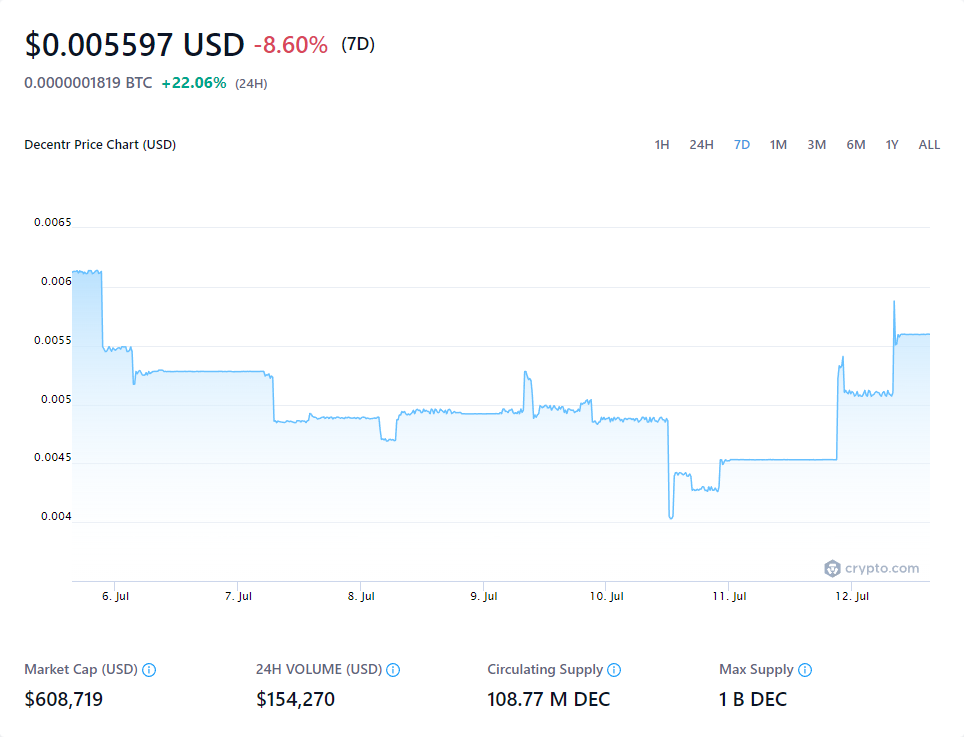 $0.005597 USD -8.60% (7D)
0.0000001819 BTC +22.06% (24H)
Decentr Price Chart (USD) 1H 24H 7D 1M 3M 6M 1Y ALL
0.0065
0.006
0.0055
0.005
0.0045
0.004
crypto.com
6. Jul 7. Jul 8. Jul 9. Jul 10. Jul 11. Jul 12. Jul
Market Cap (USD) 24H VOLUME (USD) Circulating Supply Max Supply
$608,719 $154,270 108.77 M DEC 1 B DEC